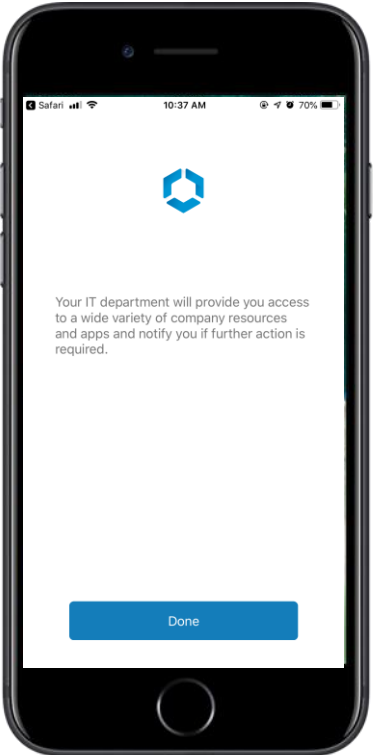 Safari 10:37 AM 70%
Your IT department will provide you access
to a wide variety of company resources
and apps and notify you if further action is
required.
Done